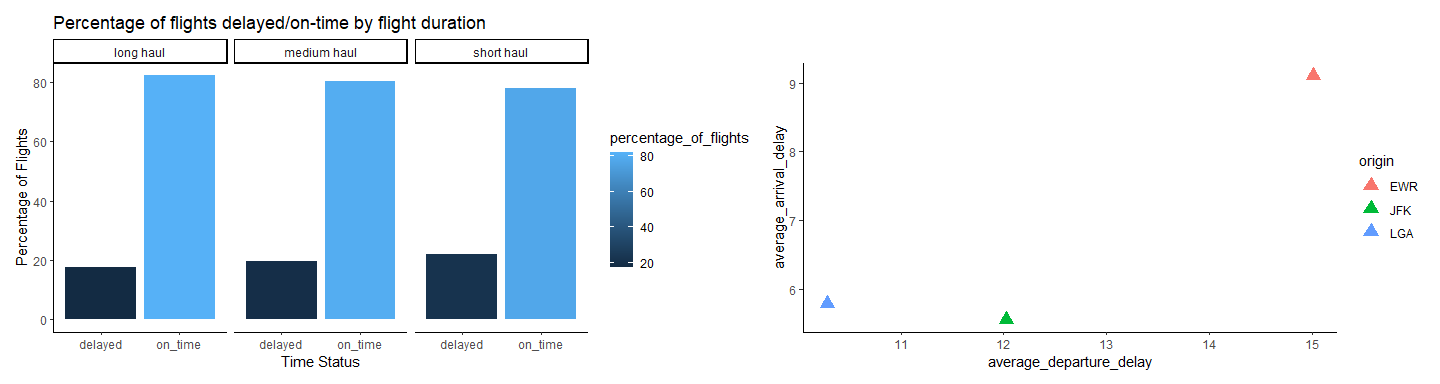 Percentage of flights delayed/on-time by flight duration
long haul
medium haul
short haul
Percentage of Flights
80
60
40
20
0
delayed
on_time
delayed
on_time
delayed
on_time
Time Status
percentage_of_flights
80
60
40
20
average_arrival_delay
9
8
7
6
11
12
13
14
15
average_departure_delay
origin
EWR
JFK
LGA